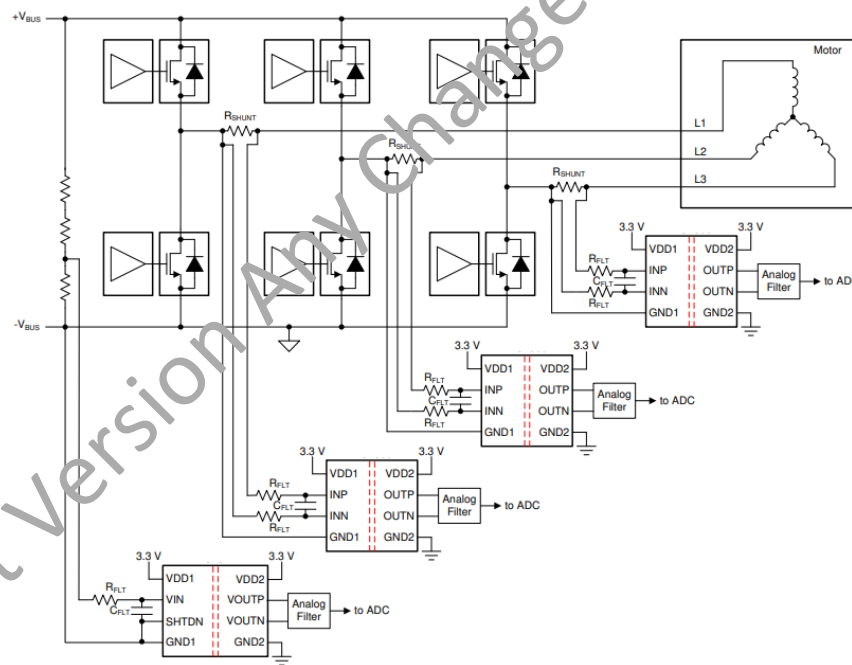 +VBUS
Motor
RSHUNT
L1
RSHU
L2
RSHUNT
L3
3.3 V
3.3 V
VDD1
VDD2
RFLT
INP
OUTP
CFLT
INN
OUTN
RFLT
GND1
GND2
Analog
Filter
to AD
-VBUS
3.3 V
3.3 V
VDD1
VDD2
RFLT
INP
OUTP
CFLT
INN
OUTN
RFLT
GND1
GND2
Analog
Filter
to ADC
3.3 V
3.3 V
VDD1
VDD2
RFLT
INP
OUTP
CFLT
INN
OUTN
RFLT
GND1
GND2
Analog
Filter
to ADC
3.3 V
3.3 V
VDD1
VDD2
RFLT
VIN
VOUTP
CFLT
SHTDN
VOUTN
GND1
GND2
Analog
Filter
to ADC
Version Any Change